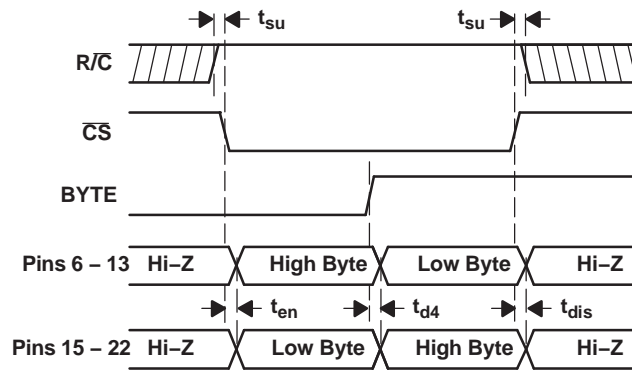 tsu tsu
R/C̅
C̅S̅
BYTE
Pins 6 – 13 Hi–Z High Byte Low Byte Hi–Z
ten td4 tdis
Pins 15 – 22 Hi–Z Low Byte High Byte Hi–Z